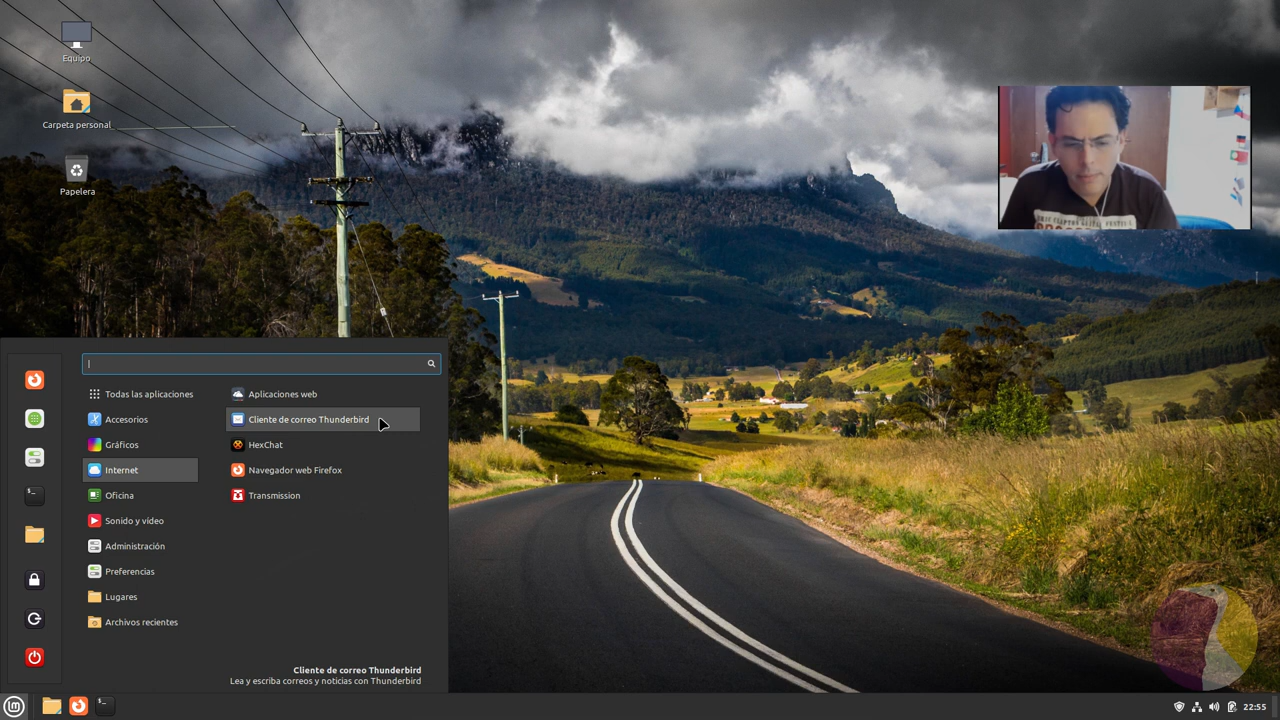 Equipo
Carpeta personal
Papelera
Todas las aplicaciones
Accesorios
Gráficos
Internet
Oficina
Sonido y vídeo
Administración
Preferencias
Lugares
Archivos recientes
Aplicaciones web
Cliente de correo Thunderbird
HexChat
Navegador web Firefox
Transmission
Cliente de correo Thunderbird
Lea y escriba correos y noticias con Thunderbird
22:55